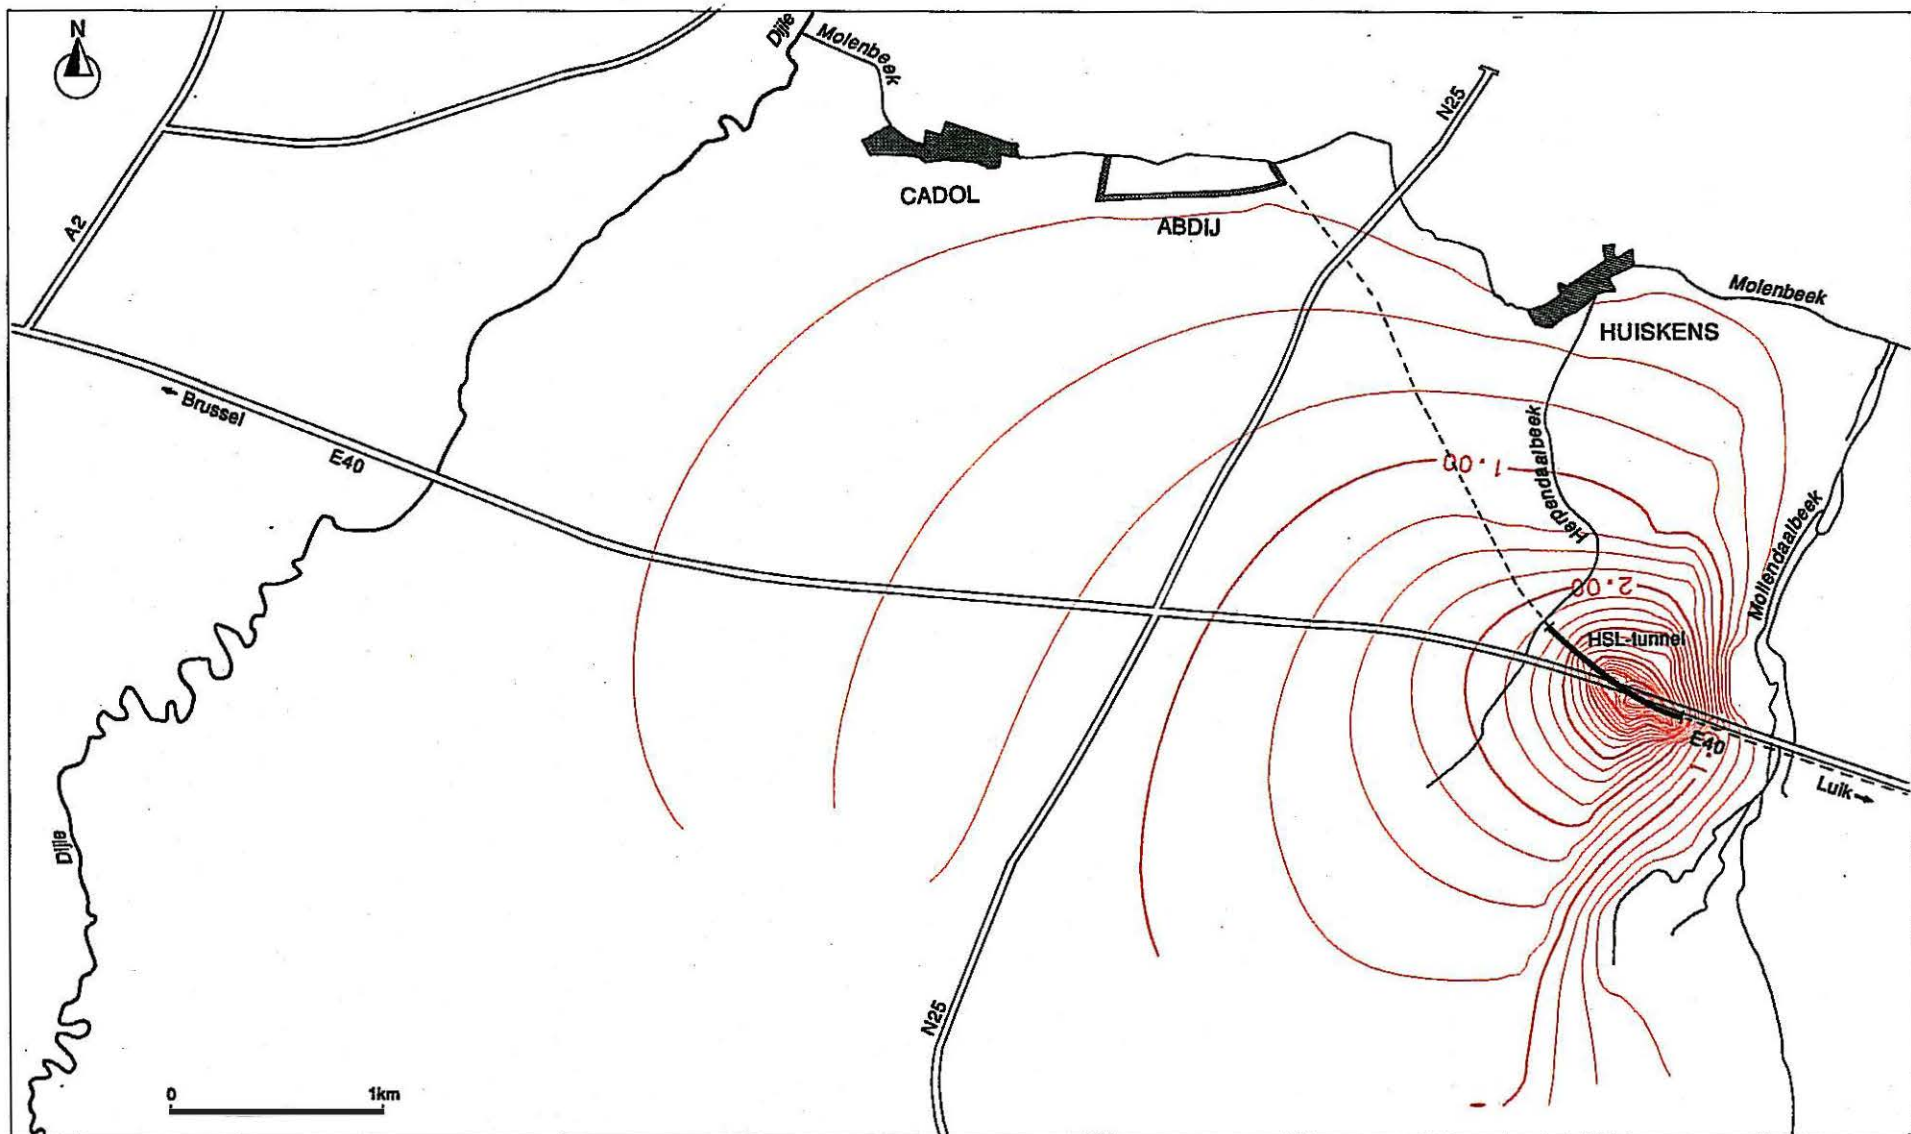 N
Dijle
Molenbeek
N25
A2
CADOL
ABDIJ
Molenbeek
HUISKENS
← Brussel
E40
Herpendaalbeek
1.00
Mollendaalbeek
2.00
HSL-tunnel
E40
Luik →
Dijle
N25
0
1km